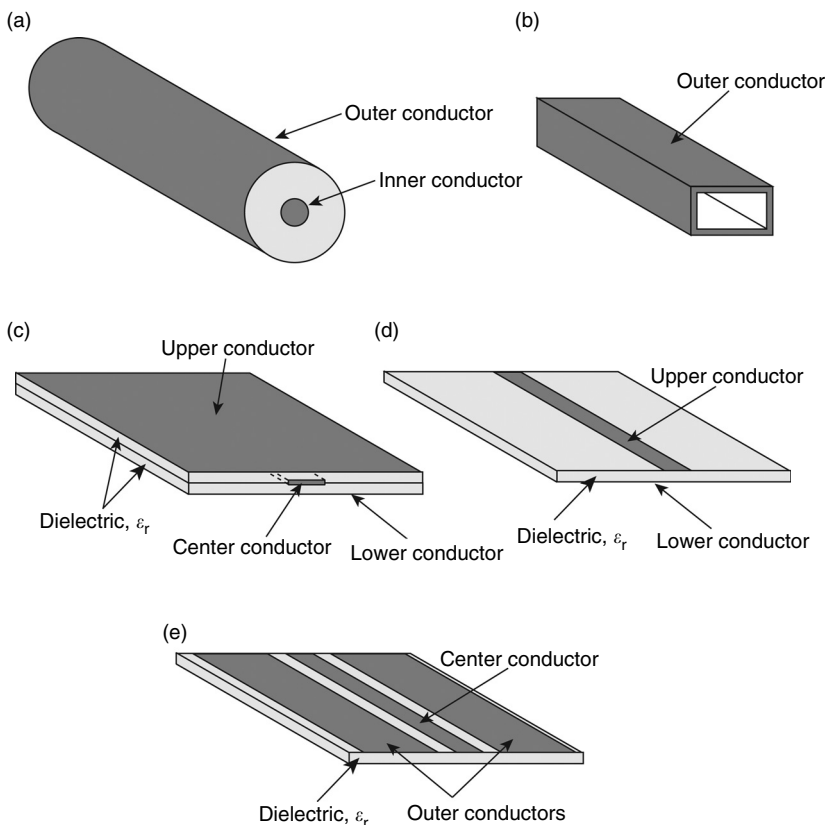 (a)
Outer conductor
Inner conductor
(b)
Outer conductor
(c)
Upper conductor
Dielectric, εr
Center conductor
Lower conductor
(d)
Upper conductor
Dielectric, εr
Lower conductor
(e)
Center conductor
Dielectric, εr
Outer conductors